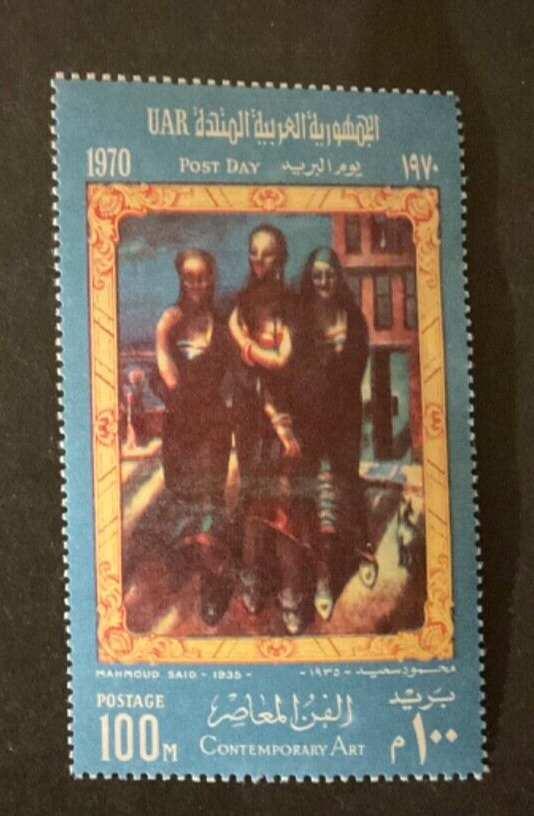 UAR الجمهورية العربية المتحدة
1970 POST DAY يوم البريد ١٩٧٠
MAHMOUD SAID - 1935 - محمود سعيد - ١٩٣٥ -
POSTAGE الفن المعاصر بريد
100 M CONTEMPORARY ART ١٠٠ م